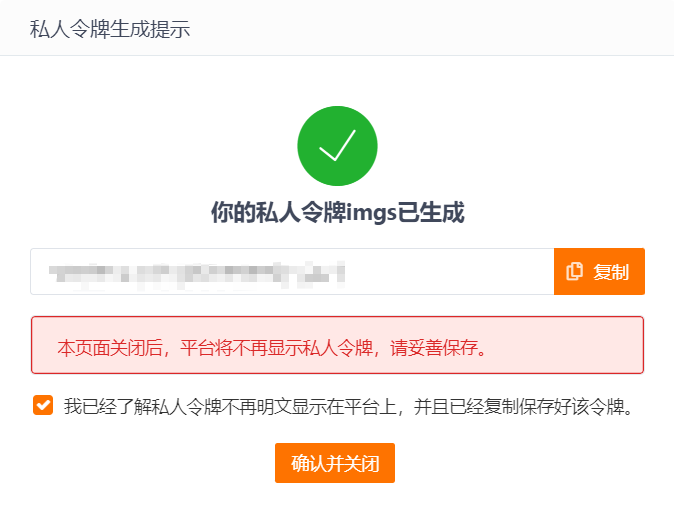 私人令牌生成提示
你的私人令牌imgs已生成
复制
本页面关闭后，平台将不再显示私人令牌，请妥善保存。
我已经了解私人令牌不再明文显示在平台上，并且已经复制保存好该令牌。
确认并关闭